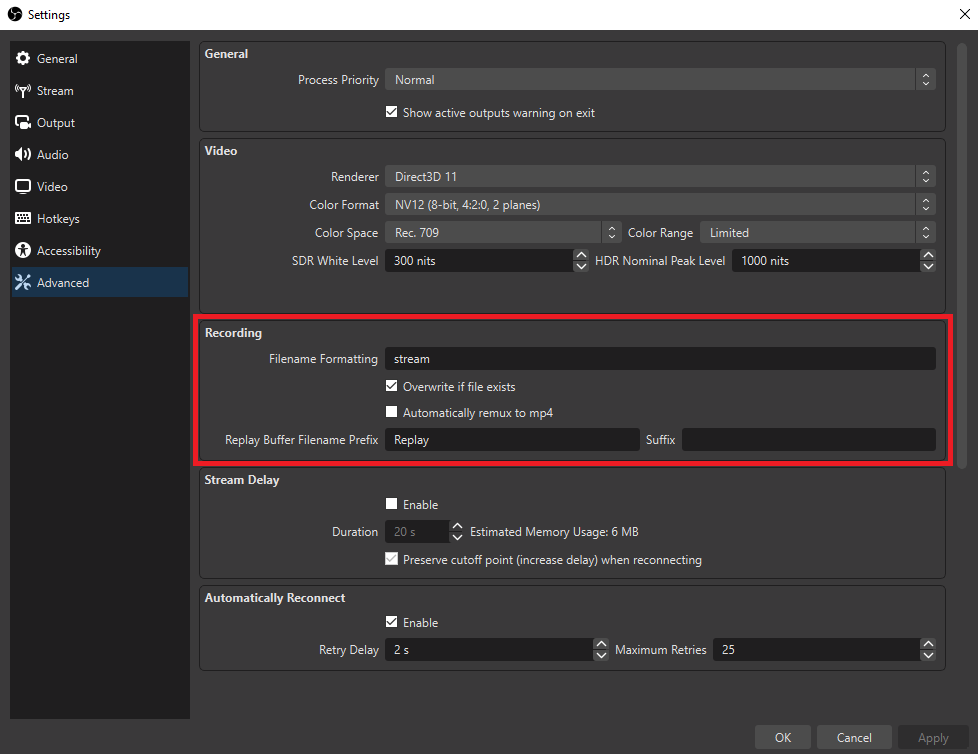 Settings
General
Stream
Output
Audio
Video
Hotkeys
Accessibility
Advanced
General
Process Priority Normal
Show active outputs warning on exit
Video
Renderer Direct3D 11
Color Format NV12 (8-bit, 4:2:0, 2 planes)
Color Space Rec. 709 Color Range Limited
SDR White Level 300 nits HDR Nominal Peak Level 1000 nits
Recording
Filename Formatting stream
Overwrite if file exists
Automatically remux to mp4
Replay Buffer Filename Prefix Replay Suffix
Stream Delay
Enable
Duration 20 s Estimated Memory Usage: 6 MB
Preserve cutoff point (increase delay) when reconnecting
Automatically Reconnect
Enable
Retry Delay 2 s Maximum Retries 25
OK Cancel Apply